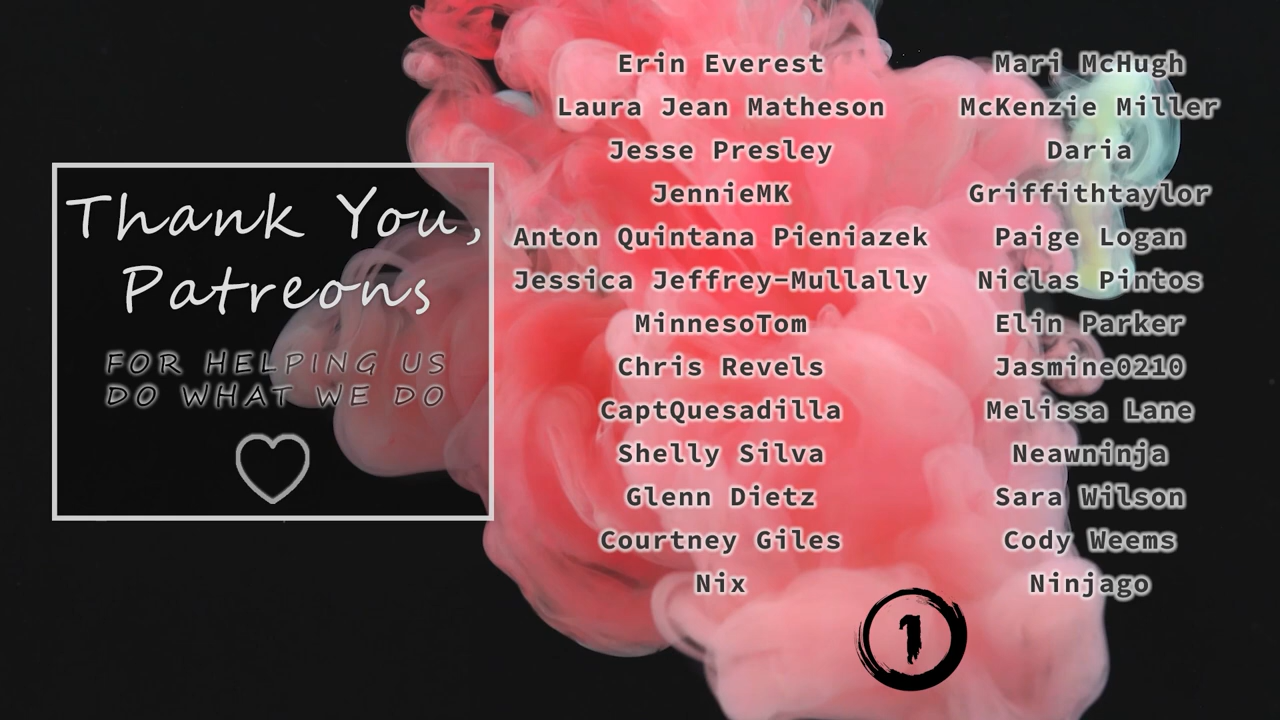 Thank You,
Patreons
FOR HELPING US
DO WHAT WE DO
Erin Everest
Laura Jean Matheson
Jesse Presley
JennieMK
Anton Quintana Pieniazek
Jessica Jeffrey-Mullally
MinnesoTom
Chris Revels
CaptQuesadilla
Shelly Silva
Glenn Dietz
Courtney Giles
Nix
Mari McHugh
McKenzie Miller
Daria
Griffithtaylor
Paige Logan
Niclas Pintos
Elin Parker
Jasmine0210
Melissa Lane
Neawninja
Sara Wilson
Cody Weems
Ninjago
1